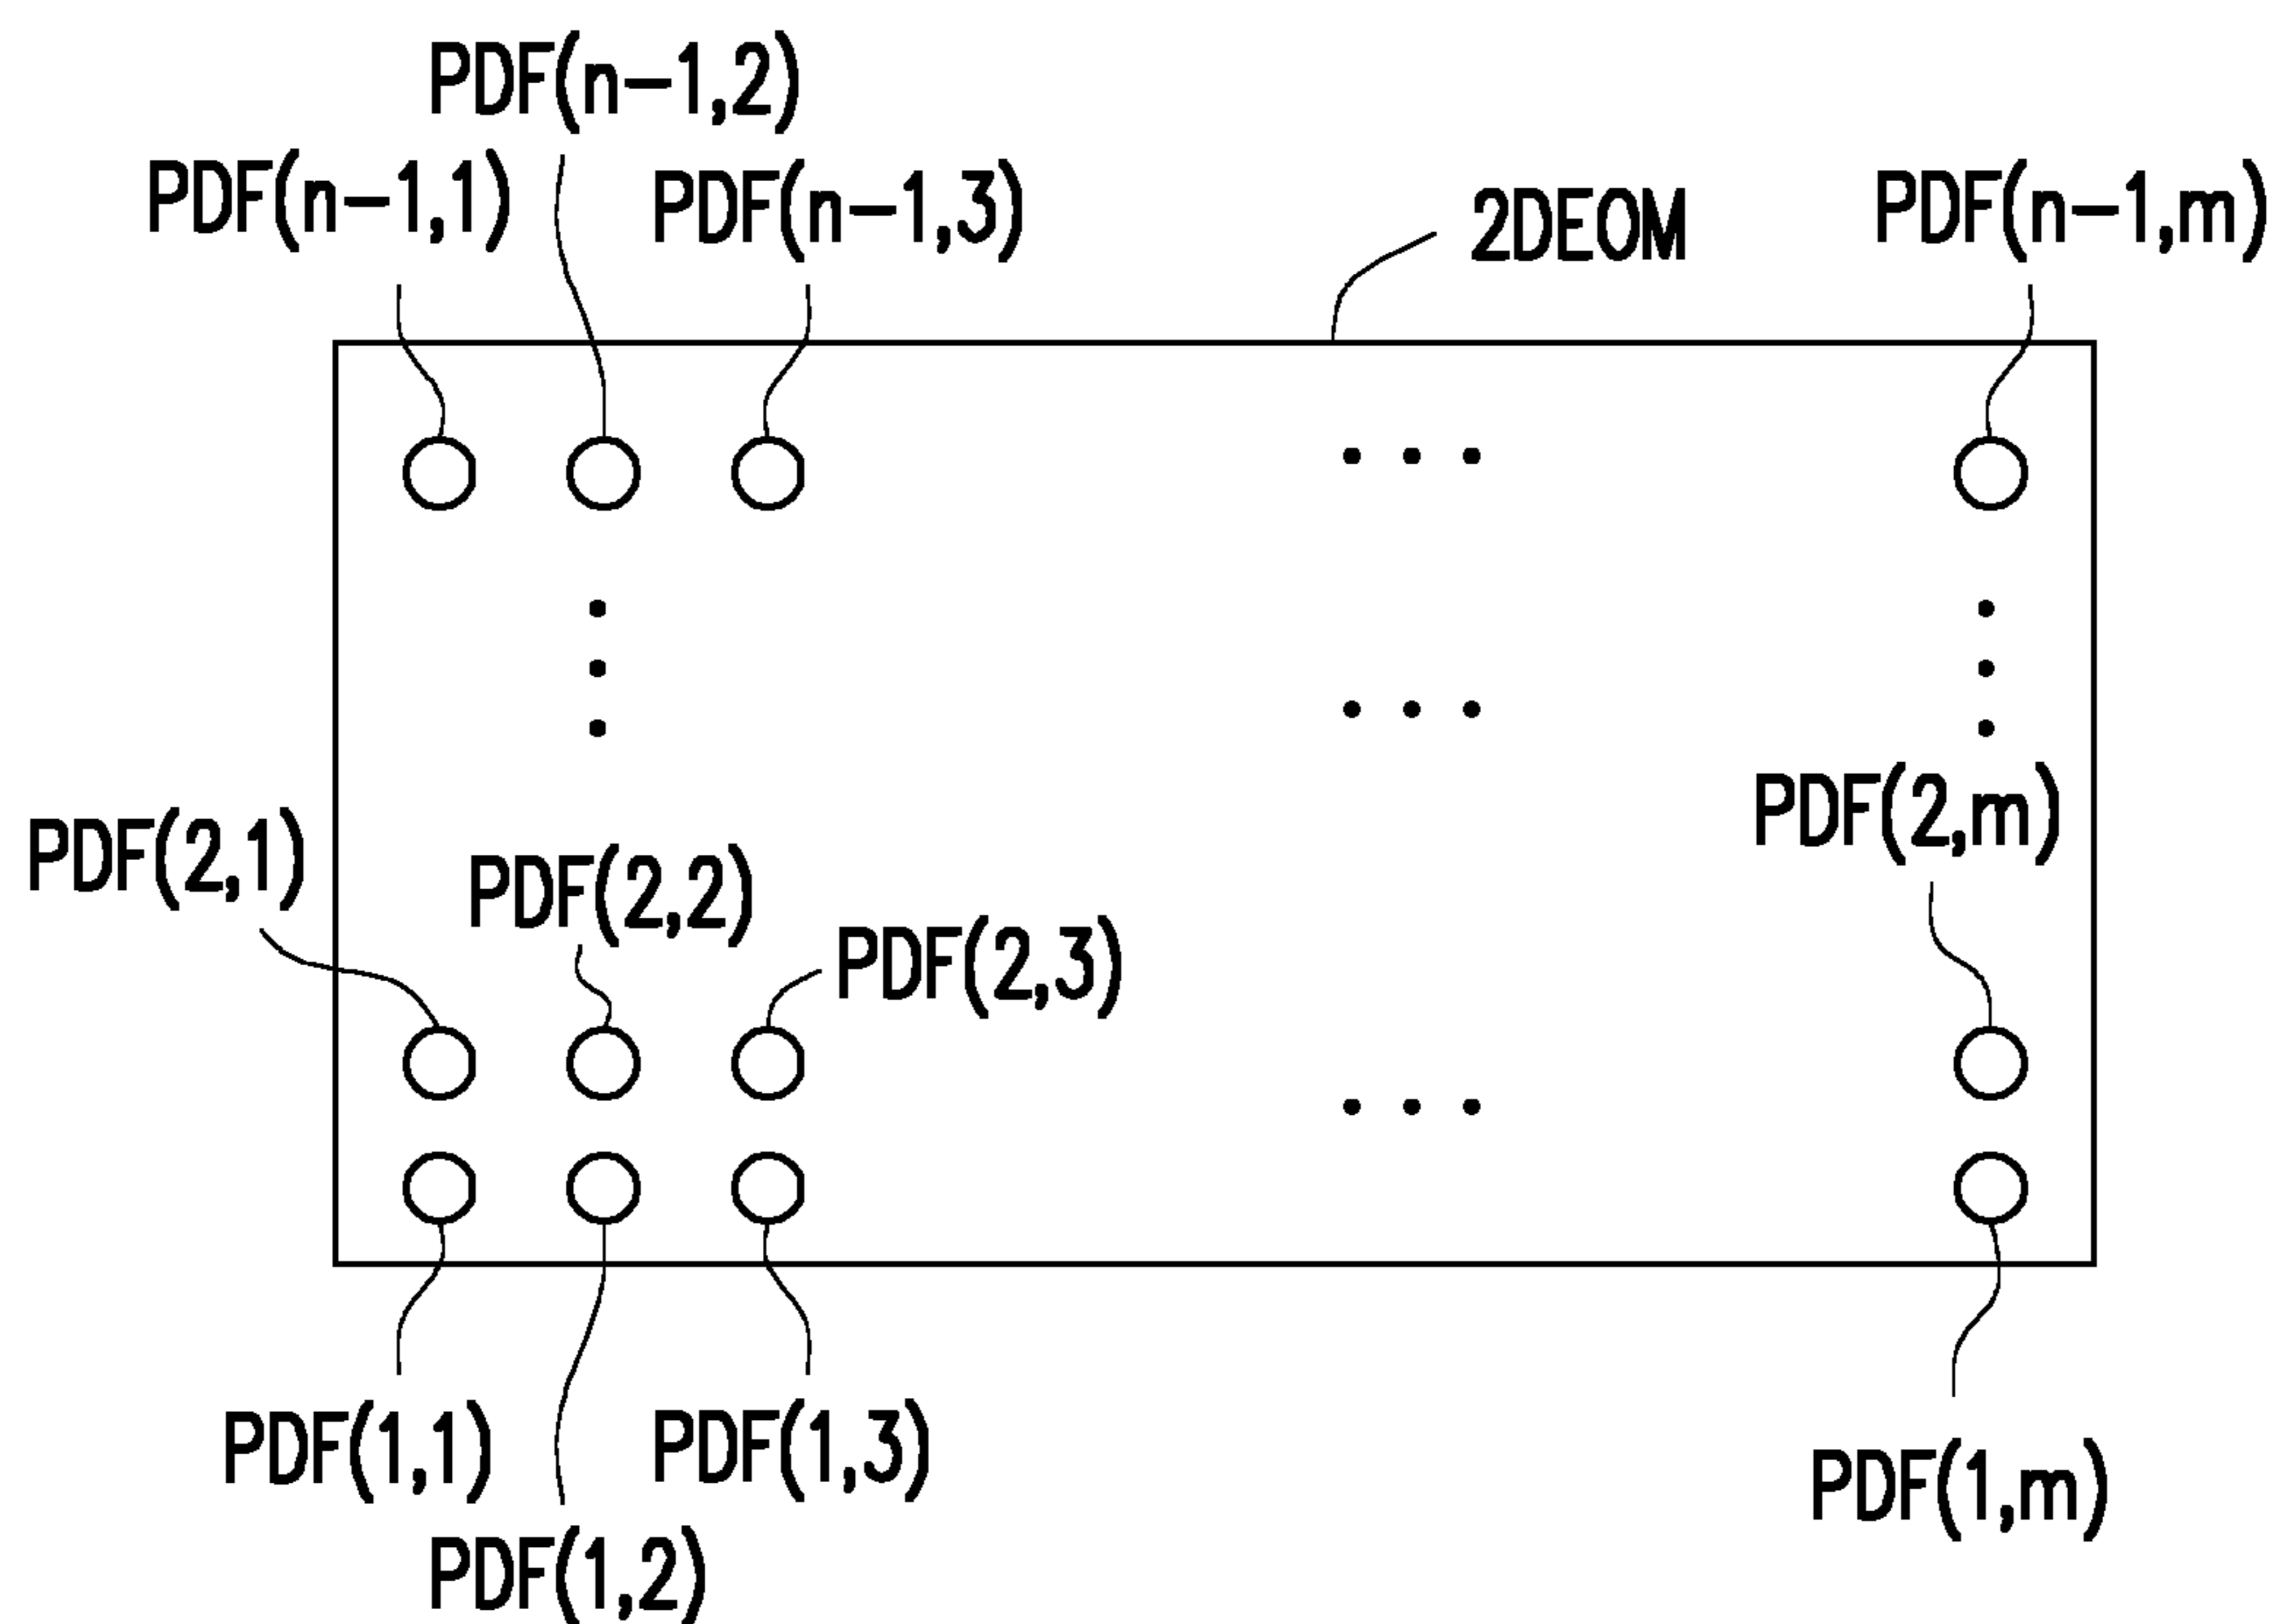 PDF(n-1,2)
PDF(n-1,1)
PDF(n-1,3)
2DEOM
PDF(n-1,m)
PDF(2,m)
PDF(2,1)
PDF(2,2)
PDF(2,3)
PDF(1,1)
PDF(1,3)
PDF(1,m)
PDF(1,2)